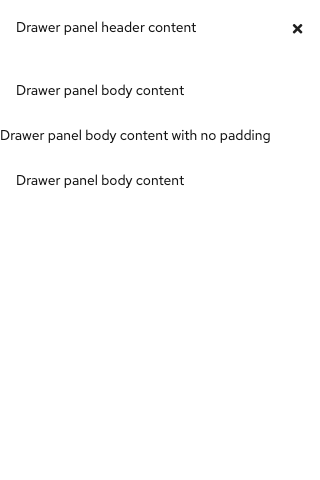 Drawer panel header content
Drawer panel body content
Drawer panel body content with no padding
Drawer panel body content